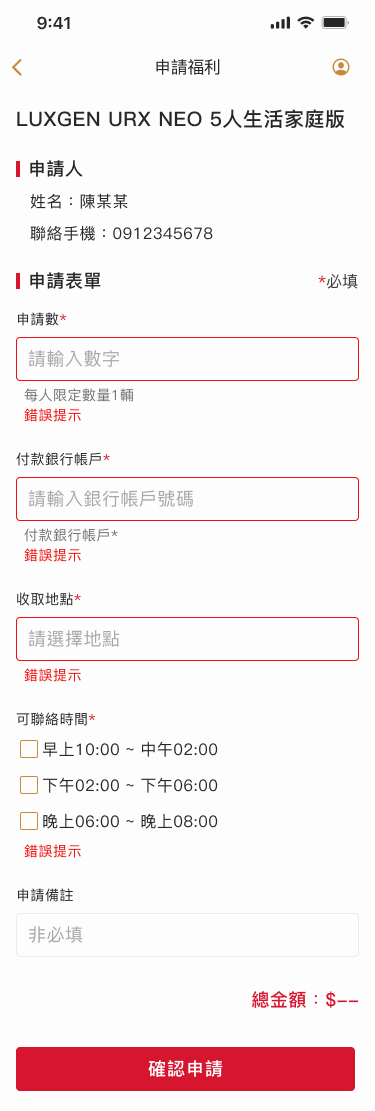 9:41
申請福利
LUXGEN URX NEO 5人生活家庭版
申請人
姓名：陳某某
聯絡手機：0912345678
申請表單
*必填
申請數*
請輸入數字
每人限定數量1輛
錯誤提示
付款銀行帳戶*
請輸入銀行帳戶號碼
付款銀行帳戶*
錯誤提示
收取地點*
請選擇地點
錯誤提示
可聯絡時間*
早上10:00 ~ 中午02:00
下午02:00 ~ 下午06:00
晚上06:00 ~ 晚上08:00
錯誤提示
申請備註
非必填
總金額：$--
確認申請